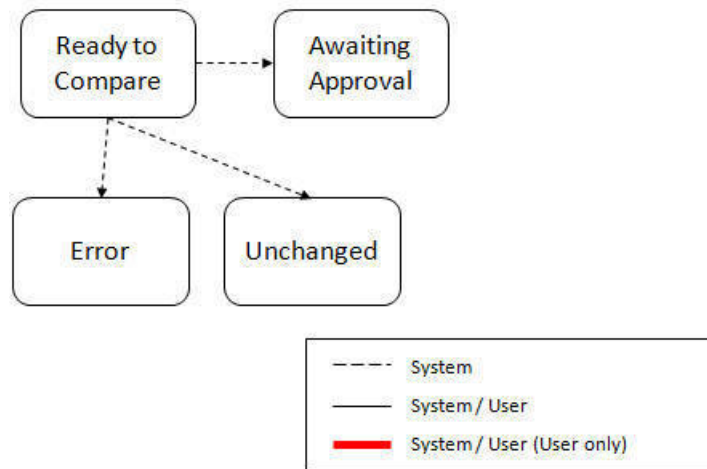 Ready to
Compare
Awaiting
Approval
Error
Unchanged
System
System / User
System / User (User only)